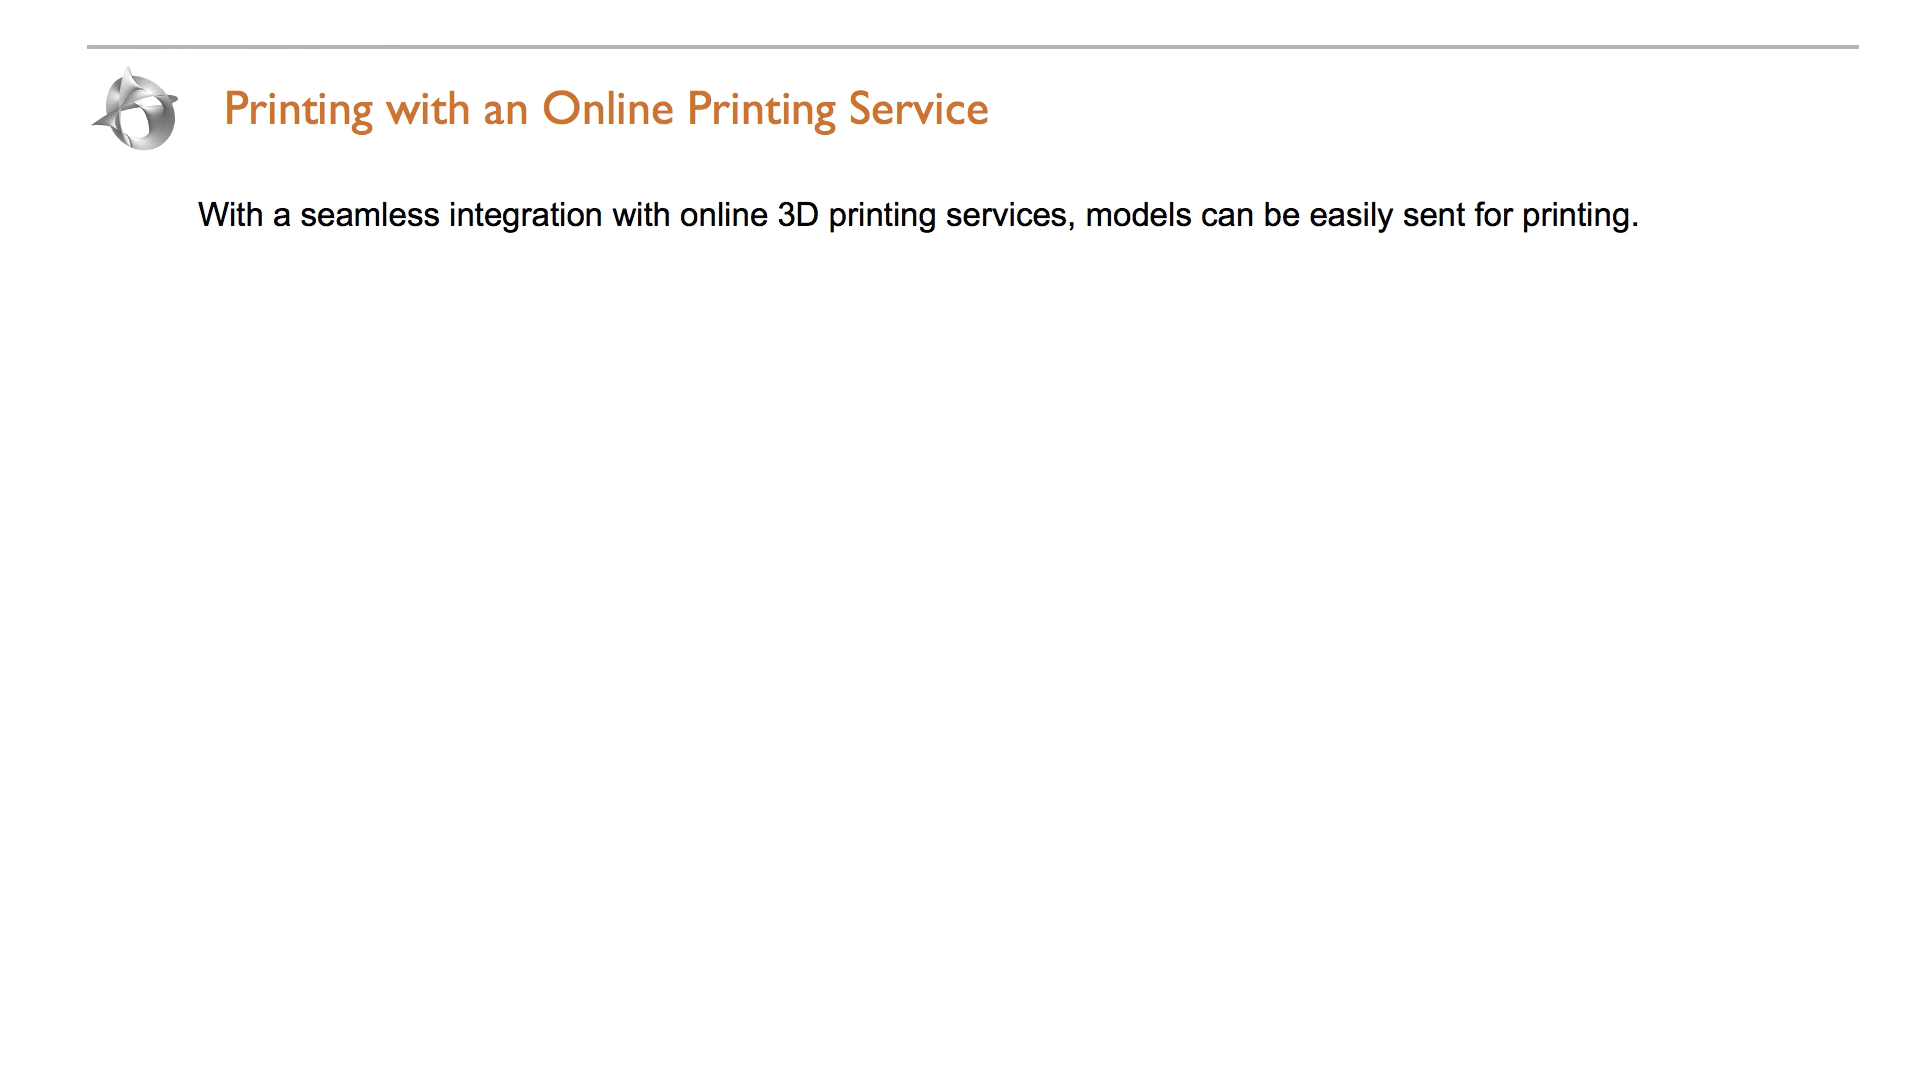 Printing with an Online Printing Service
With a seamless integration with online 3D printing services, models can be easily sent for printing.